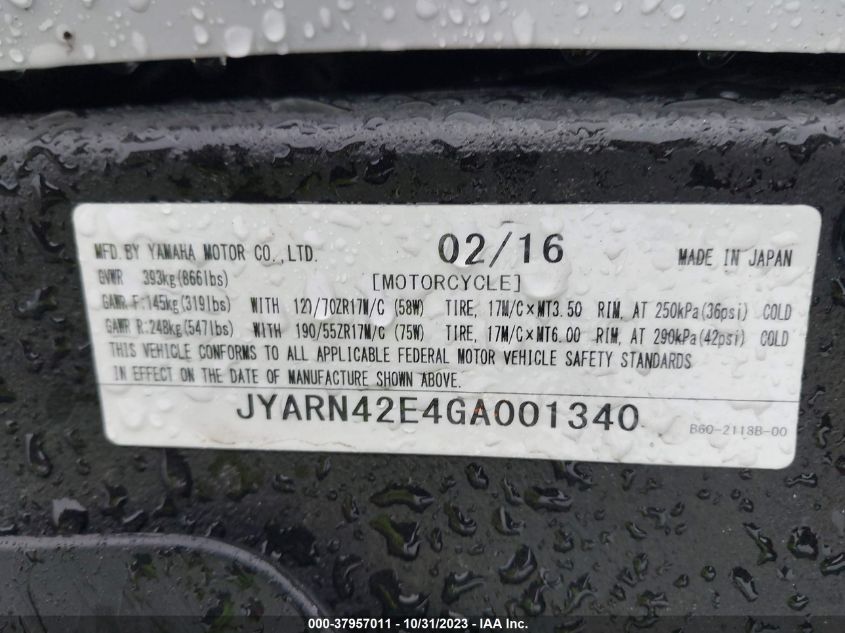 MFD.BY YAMAHA MOTOR CO.,LTD. 02/16 MADE IN JAPAN
GVWR 393kg(866lbs) [MOTORCYCLE]
GAWR F:145kg(319lbs) WITH 120/70ZR17M/C (58W) TIRE, 17M/C×MT3.50 RIM, AT 250kPa(36psi) COLD
GAWR R:248kg(547lbs) WITH 190/55ZR17M/C (75W) TIRE, 17M/C×MT6.00 RIM, AT 290kPa(42psi) COLD
THIS VEHICLE CONFORMS TO ALL APPLICABLE FEDERAL MOTOR VEHICLE SAFETY STANDARDS
IN EFFECT ON THE DATE OF MANUFACTURE SHOWN ABOVE.
JYARN42E4GA001340 B60-2118B-00
000-37957011 - 10/31/2023 - IAA Inc.